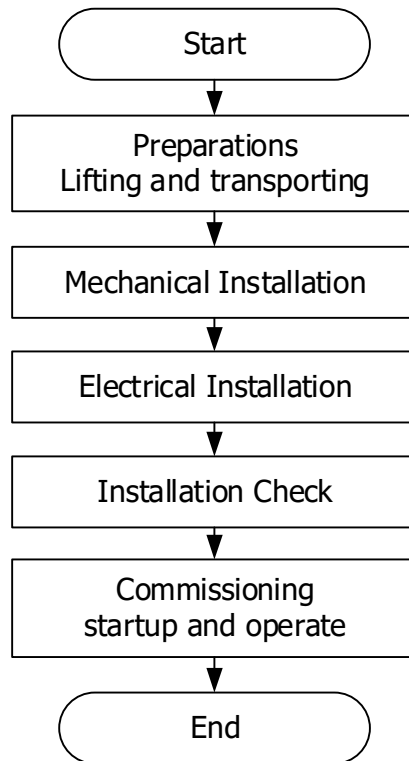 Start
Preparations
Lifting and transporting
Mechanical Installation
Electrical Installation
Installation Check
Commissioning
startup and operate
End